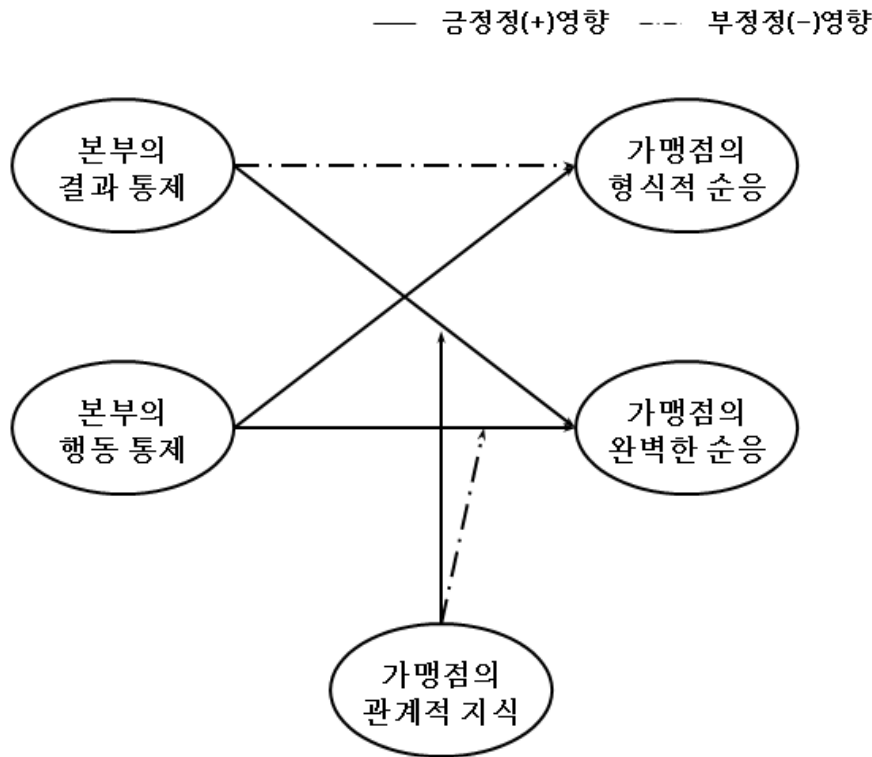 금정정(+)영향 부정정(-)영향
본부의
결과 통제
가맹점의
형식적 순응
본부의
행동 통제
가맹점의
완벽한 순응
가맹점의
관계적 지식